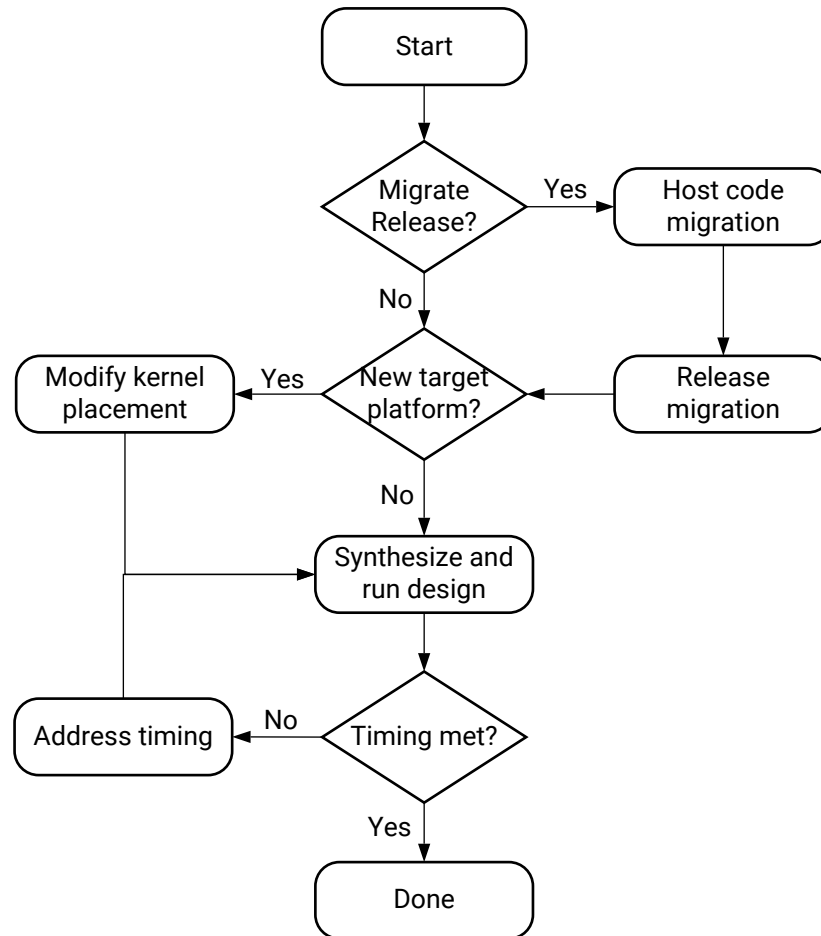 Start
Migrate
Release?
Yes
Host code
migration
No
Modify kernel
placement
Yes
New target
platform?
Release
migration
No
Synthesize and
run design
Address timing
No
Timing met?
Yes
Done